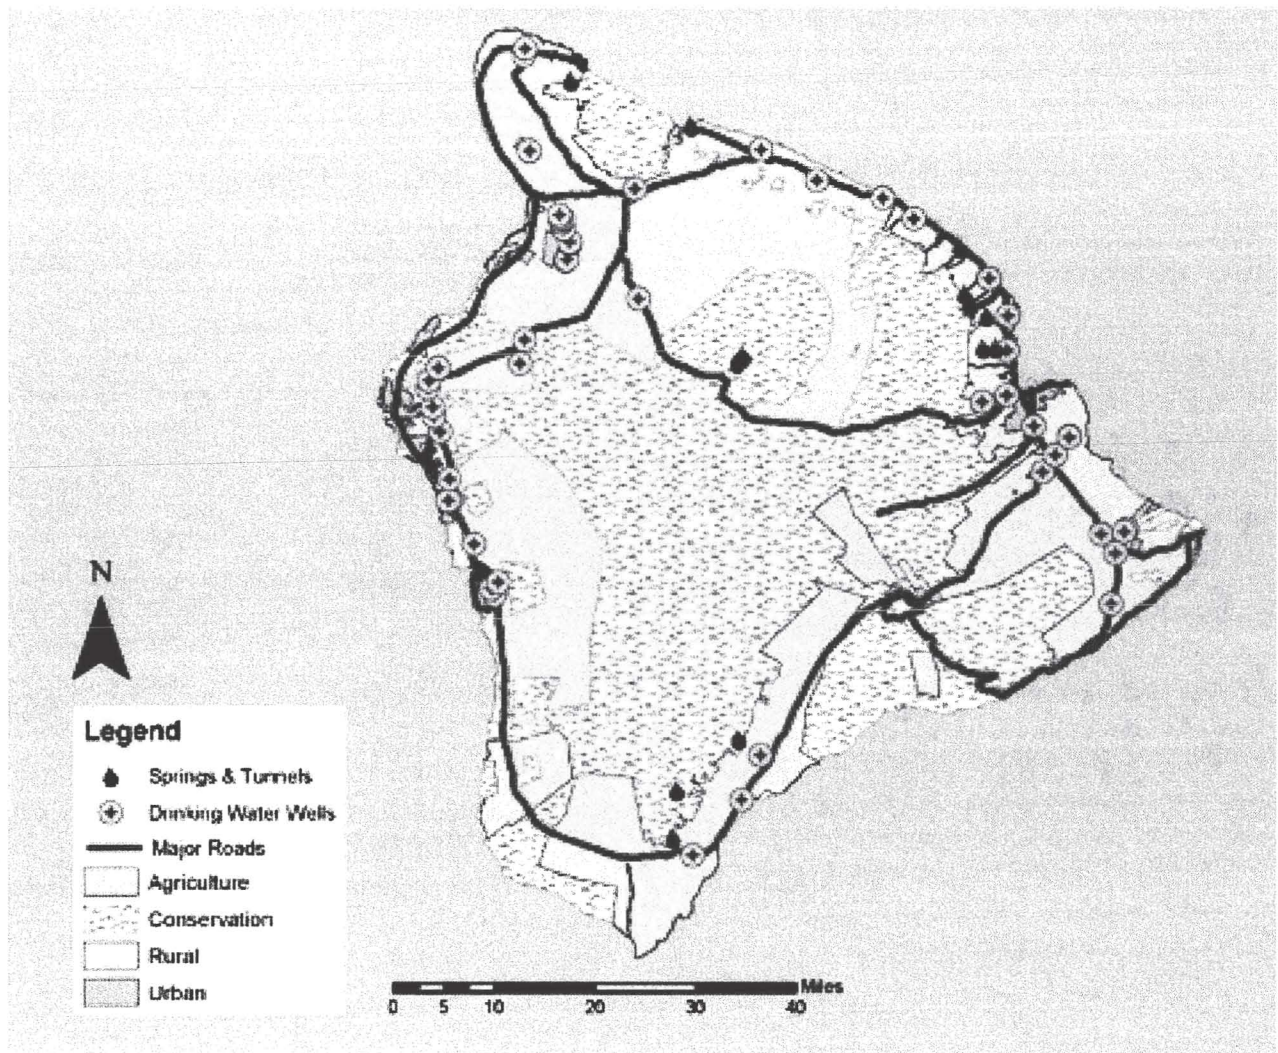 N
Legend
Springs & Tunnels
Drinking Water Wells
Major Roads
Agriculture
Conservation
Rural
Urban
Miles
0 5 10 20 30 40